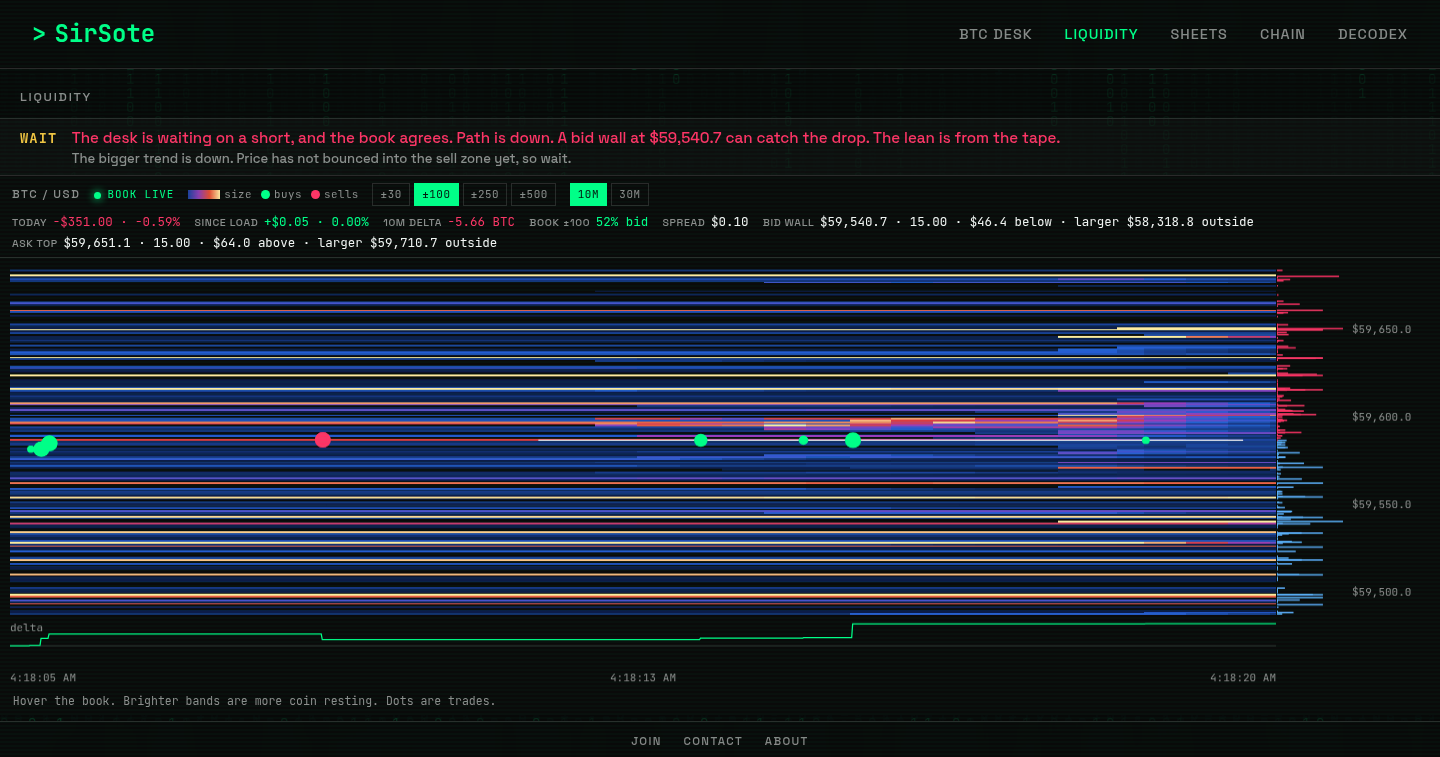 > SirSote
BTC DESK LIQUIDITY SHEETS CHAIN DECODEX
LIQUIDITY
WAIT The desk is waiting on a short, and the book agrees. Path is down. A bid wall at $59,540.7 can catch the drop. The lean is from the tape.
The bigger trend is down. Price has not bounced into the sell zone yet, so wait.
BTC / USD BOOK LIVE size buys sells ±30 ±100 ±250 ±500 10M 30M
TODAY -$351.00 · -0.59% SINCE LOAD +$0.05 · 0.00% 10M DELTA -5.66 BTC BOOK ±100 52% bid SPREAD $0.10 BID WALL $59,540.7 · 15.00 · $46.4 below · larger $58,318.8 outside
ASK TOP $59,651.1 · 15.00 · $64.0 above · larger $59,710.7 outside
$59,650.0
$59,600.0
$59,550.0
$59,500.0
delta
4:18:05 AM 4:18:13 AM 4:18:20 AM
Hover the book. Brighter bands are more coin resting. Dots are trades.
JOIN CONTACT ABOUT